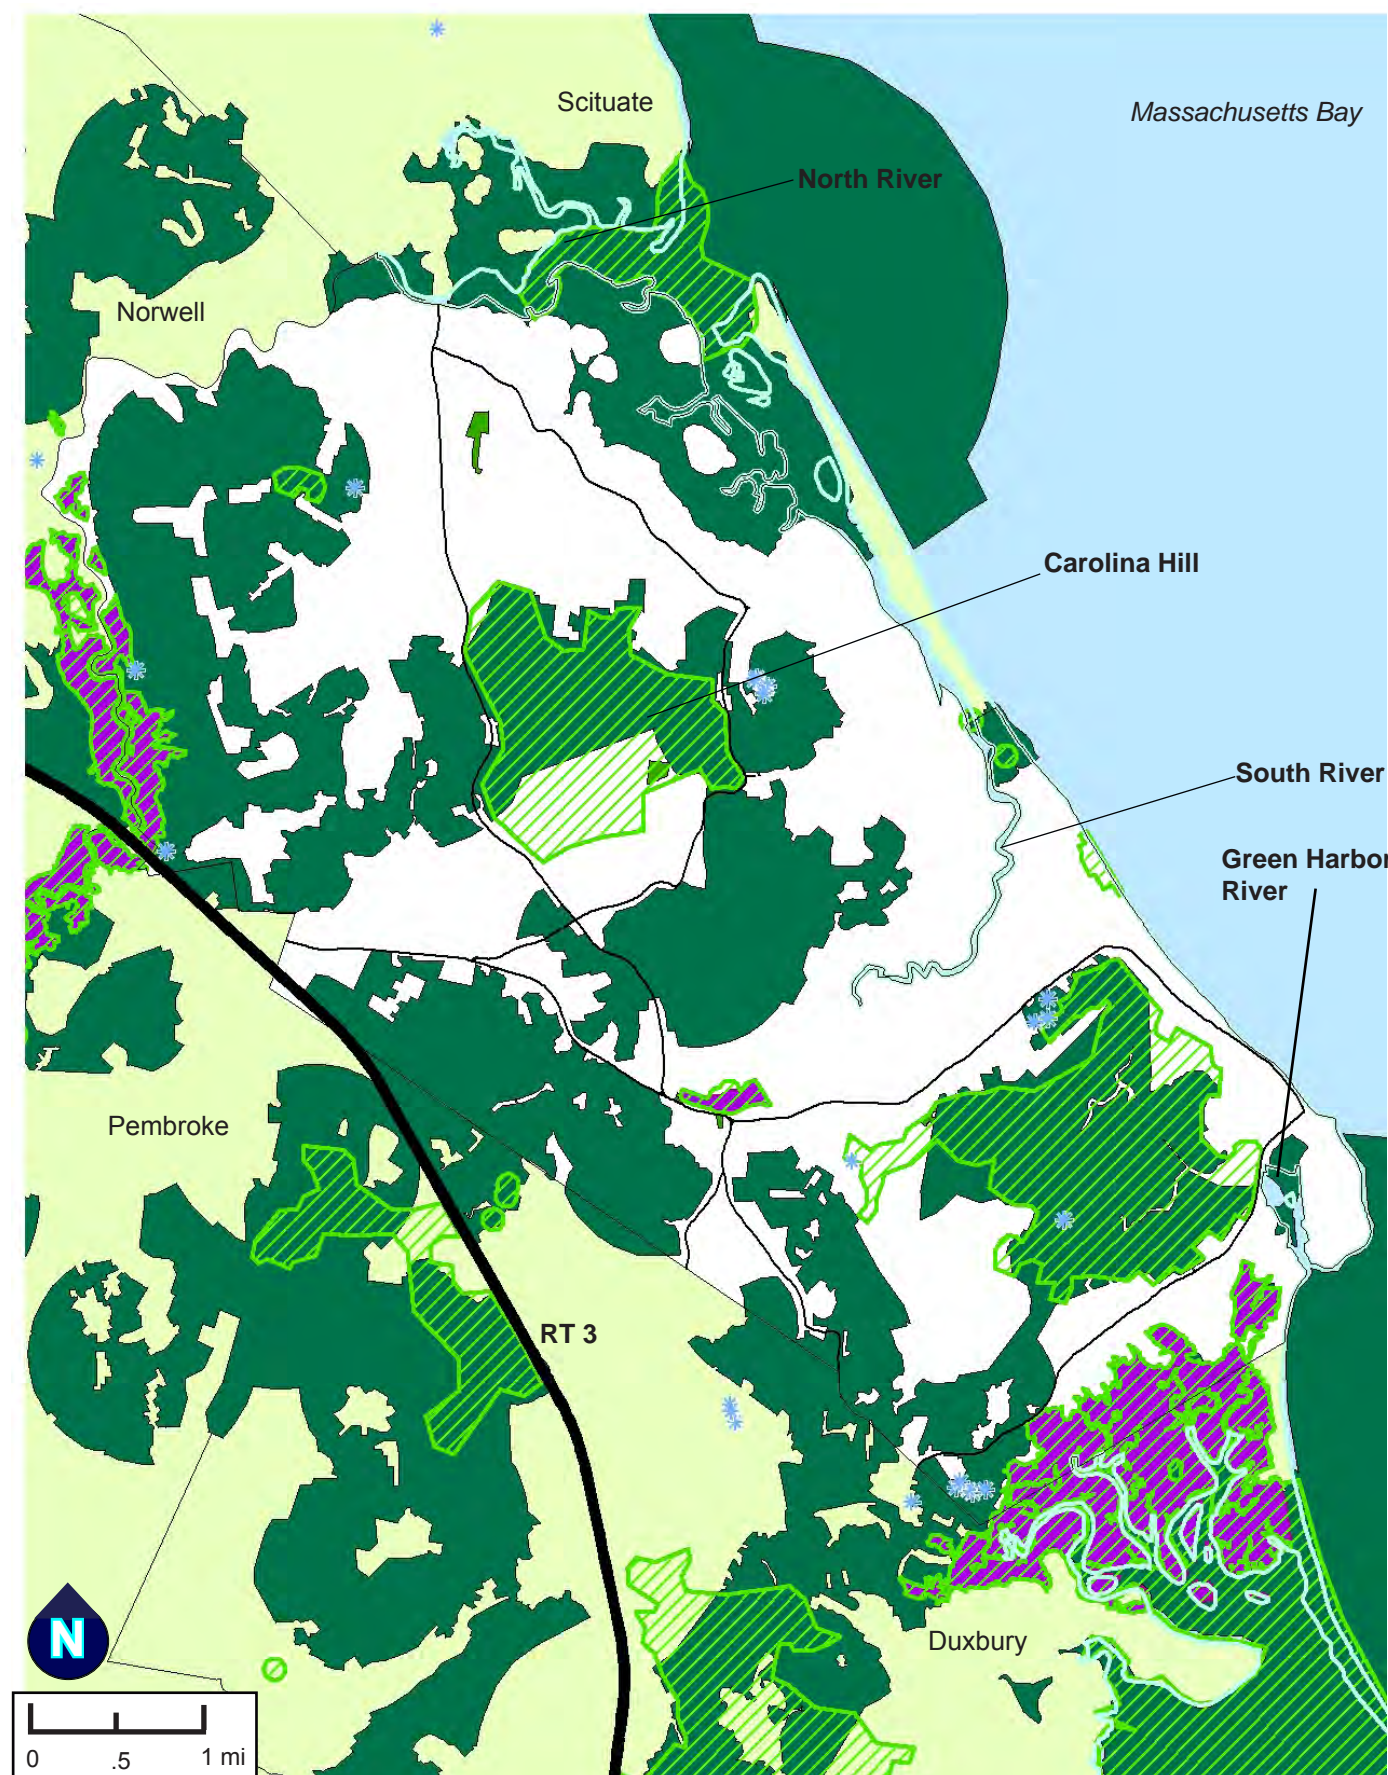 Scituate
Massachusetts Bay
North River
Norwell
Carolina Hill
South River
Green Harbor
River
Pembroke
RT 3
Duxbury
N
0 .5 1 mi